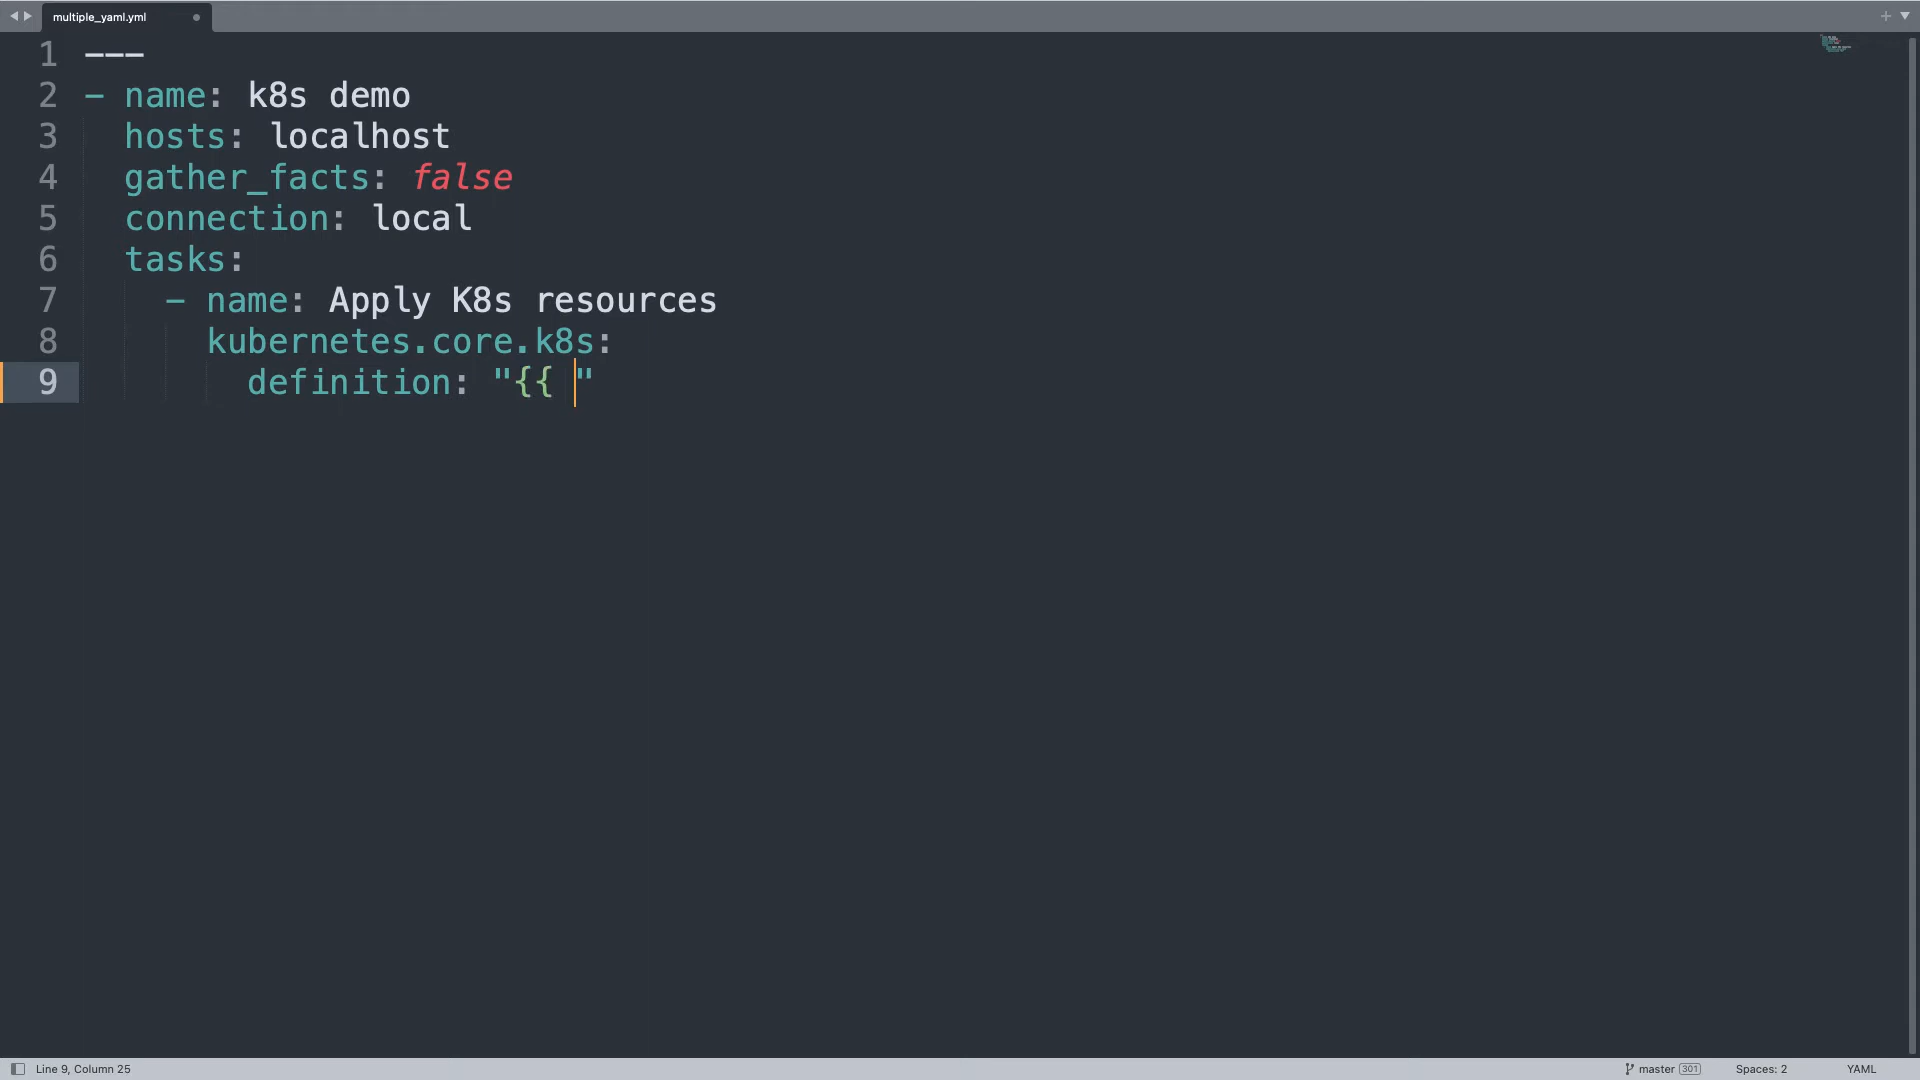 multiple_yaml.yml
1 ---
2 - name: k8s demo
3   hosts: localhost
4   gather_facts: false
5   connection: local
6   tasks:
7     - name: Apply K8s resources
8       kubernetes.core.k8s:
9         definition: "{{ "
Line 9, Column 25
master 301 Spaces: 2 YAML